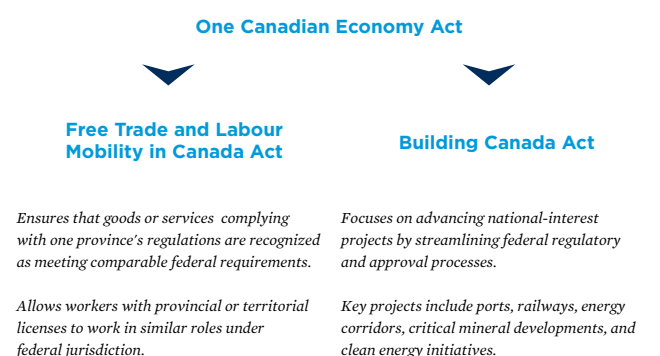 One Canadian Economy Act
Free Trade and Labour
Mobility in Canada Act
Ensures that goods or services complying
with one province's regulations are recognized
as meeting comparable federal requirements.
Allows workers with provincial or territorial
licenses to work in similar roles under
federal jurisdiction.
Building Canada Act
Focuses on advancing national-interest
projects by streamlining federal regulatory
and approval processes.
Key projects include ports, railways, energy
corridors, critical mineral developments, and
clean energy initiatives.